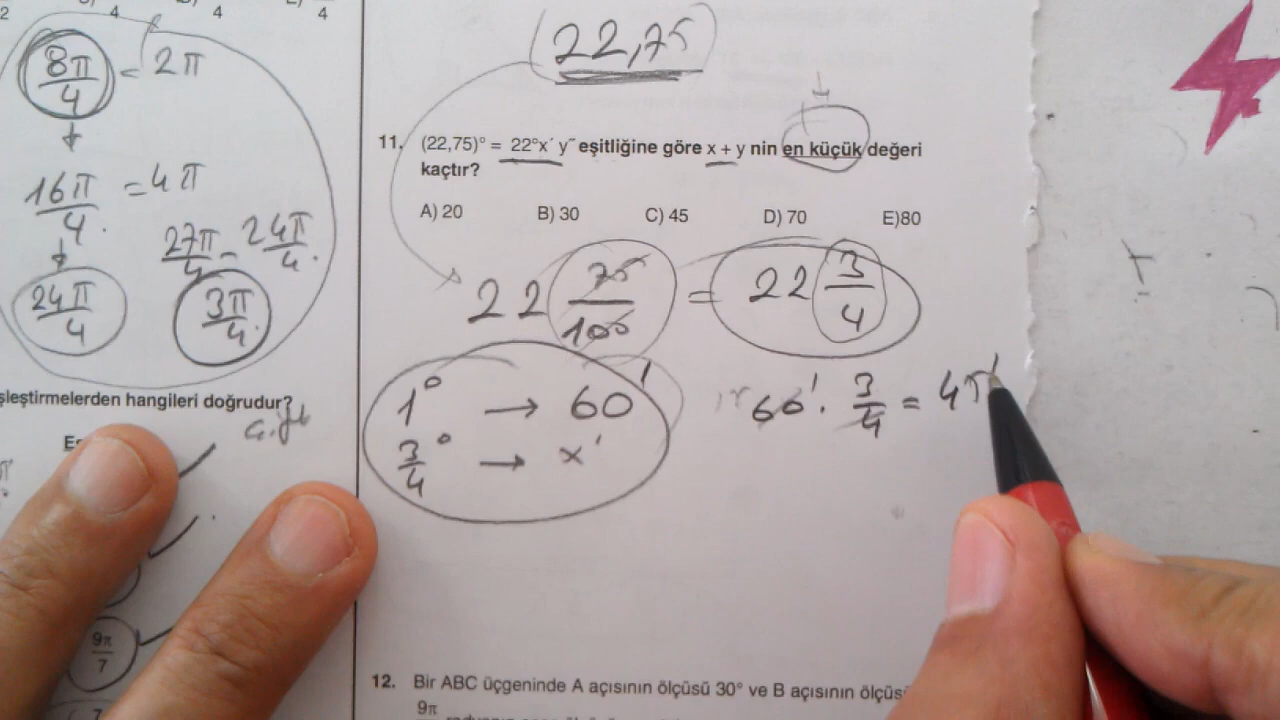 8π/4 = 2π
16π/4 = 4π
27π/4 - 24π/4
24π/4
3π/4
şleştirmelerden hangileri doğrudur?
9π
7
22,75
11. (22,75)° = 22°x′ y″ eşitliğine göre x + y nin en küçük değeri
kaçtır?
A) 20 B) 30 C) 45 D) 70 E)80
22 75/100 = 22 3/4
1° → 60′
3/4° → x′
60′ . 3/4 = 45′
12. Bir ABC üçgeninde A açısının ölçüsü 30° ve B açısının
9π